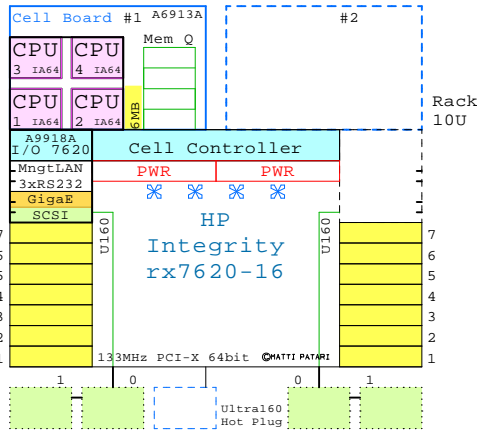 Cell Board #1 A6913A
#2
Mem Q
CPU
3 IA64
CPU
4 IA64
CPU
1 IA64
CPU
2 IA64
6MB
Rack
10U
A9918A
I/O 7620
Cell Controller
MngtLAN
3xRS232
GigaE
SCSI
PWR
PWR
U160
U160
HP
Integrity
rx7620-16
7
6
5
4
3
2
1
7
6
5
4
3
2
1
133MHz PCI-X 64bit ©MATTI PATARI
1 0
0 1
Ultra160
Hot Plug